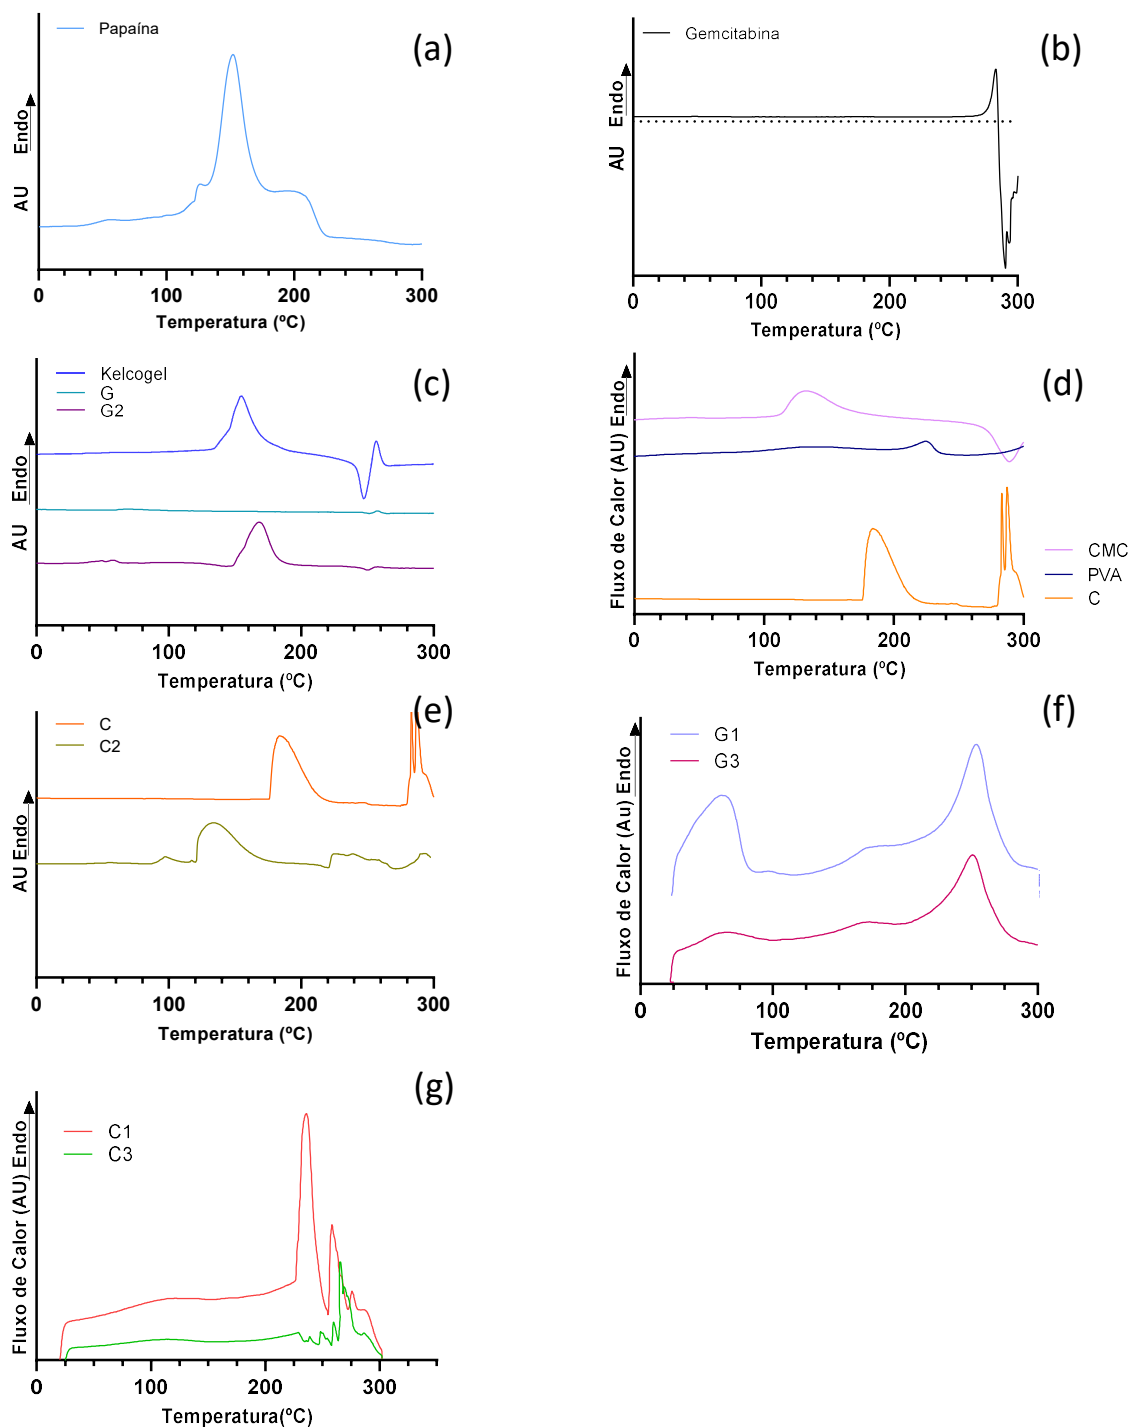 Papaína
(a)
AU Endo
0 100 200 300
Temperatura (ºC)
Gemcitabina
(b)
AU Endo
0 100 200 300
Temperatura (ºC)
Kelcogel
G
G2
(c)
AU Endo
0 100 200 300
Temperatura (ºC)
(d)
Fluxo de Calor (AU) Endo
CMC
PVA
C
0 100 200 300
Temperatura (ºC)
C
C2
(e)
AU Endo
0 100 200 300
Temperatura (ºC)
G1
G3
(f)
Fluxo de Calor (Au) Endo
0 100 200 300
Temperatura (ºC)
C1
C3
(g)
Fluxo de Calor (AU) Endo
0 100 200 300
Temperatura(ºC)